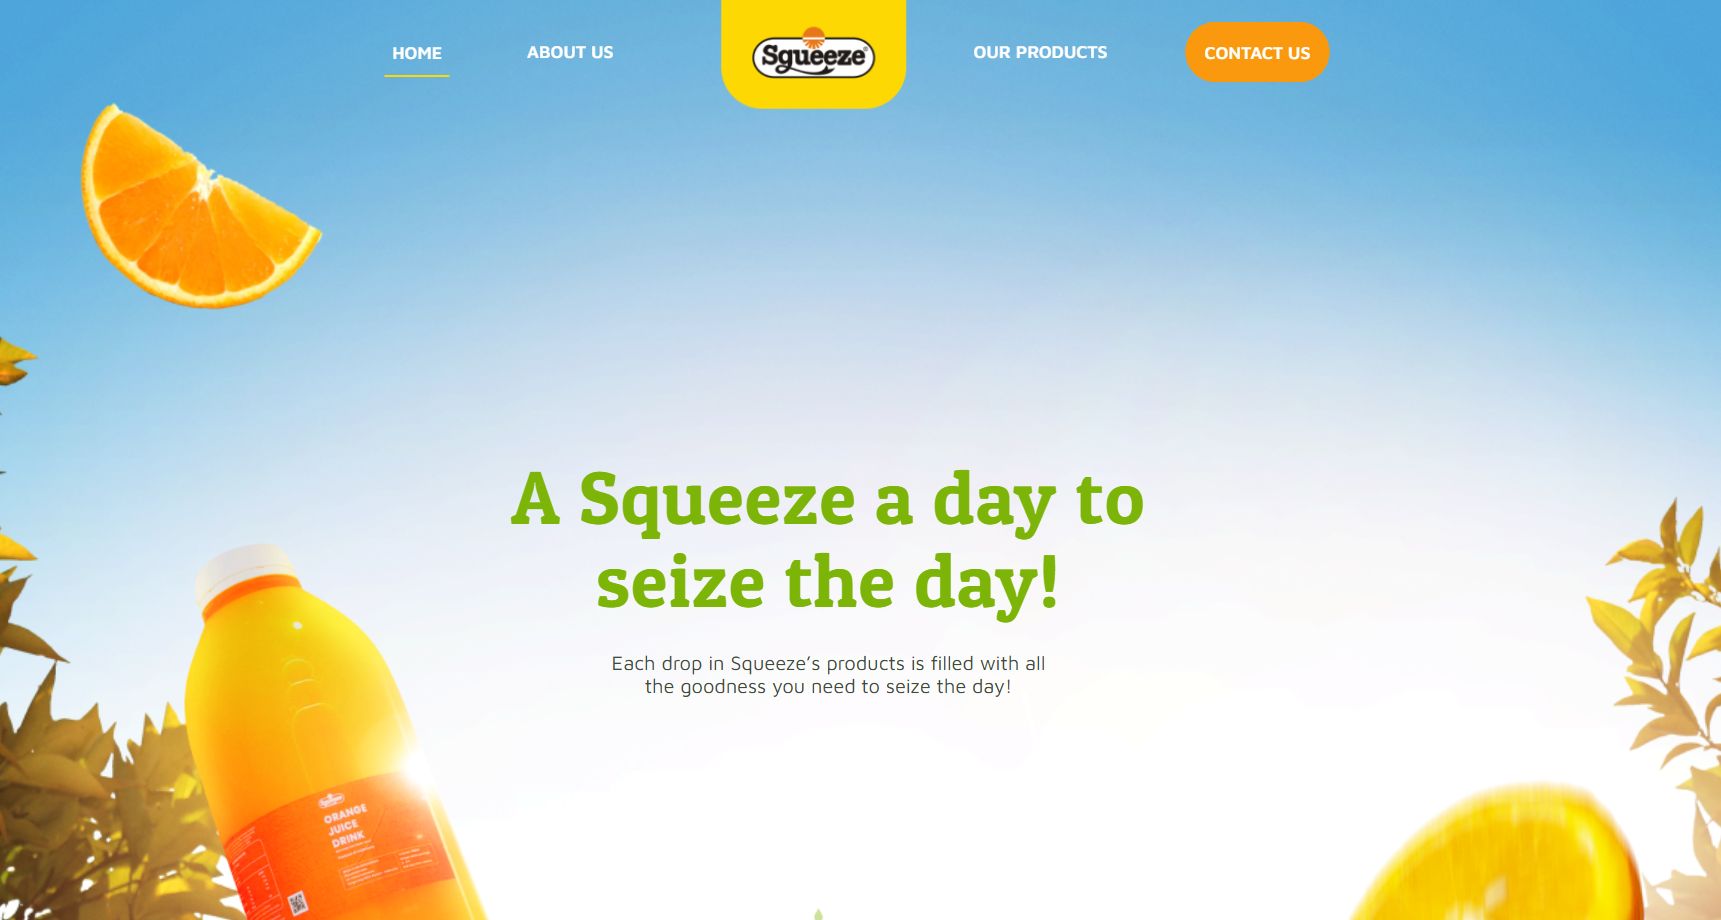 HOME
ABOUT US
Squeeze
OUR PRODUCTS
CONTACT US
A Squeeze a day to
seize the day!
Each drop in Squeeze’s products is filled with all
the goodness you need to seize the day!
Squeeze
ORANGE
JUICE
DRINK